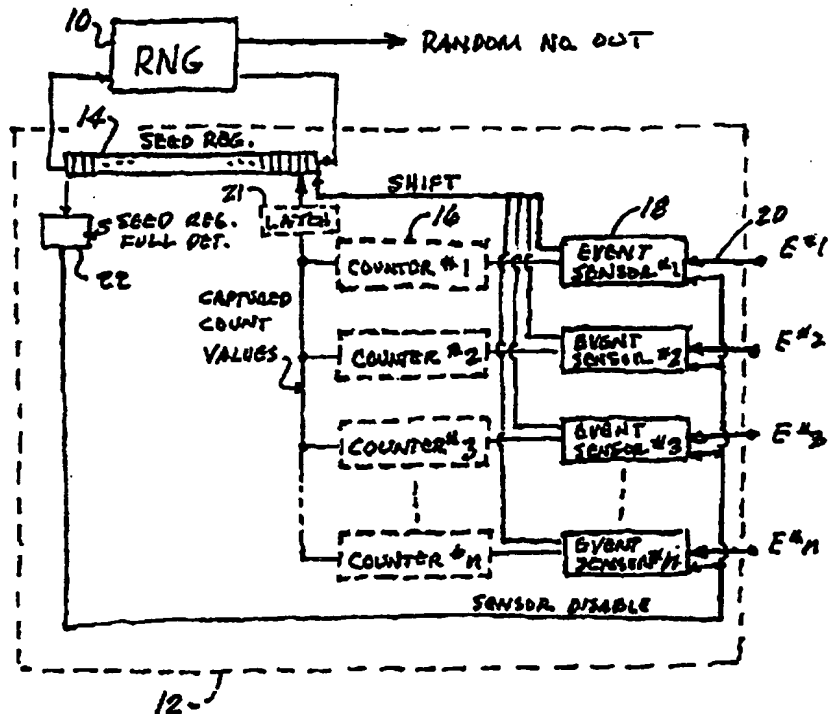 10
RNG
RANDOM NO. OUT
14
SEED REG.
21
LATCH
SHIFT
16
18
20
SEED REG.
FULL DET.
22
COUNTER #1
EVENT
SENSOR #1
E#1
CAPTURED
COUNT
VALUES
COUNTER #2
EVENT
SENSOR #2
E#2
COUNTER #3
EVENT
SENSOR #3
E#3
COUNTER #n
EVENT
SENSOR #n
E#n
SENSOR DISABLE
12